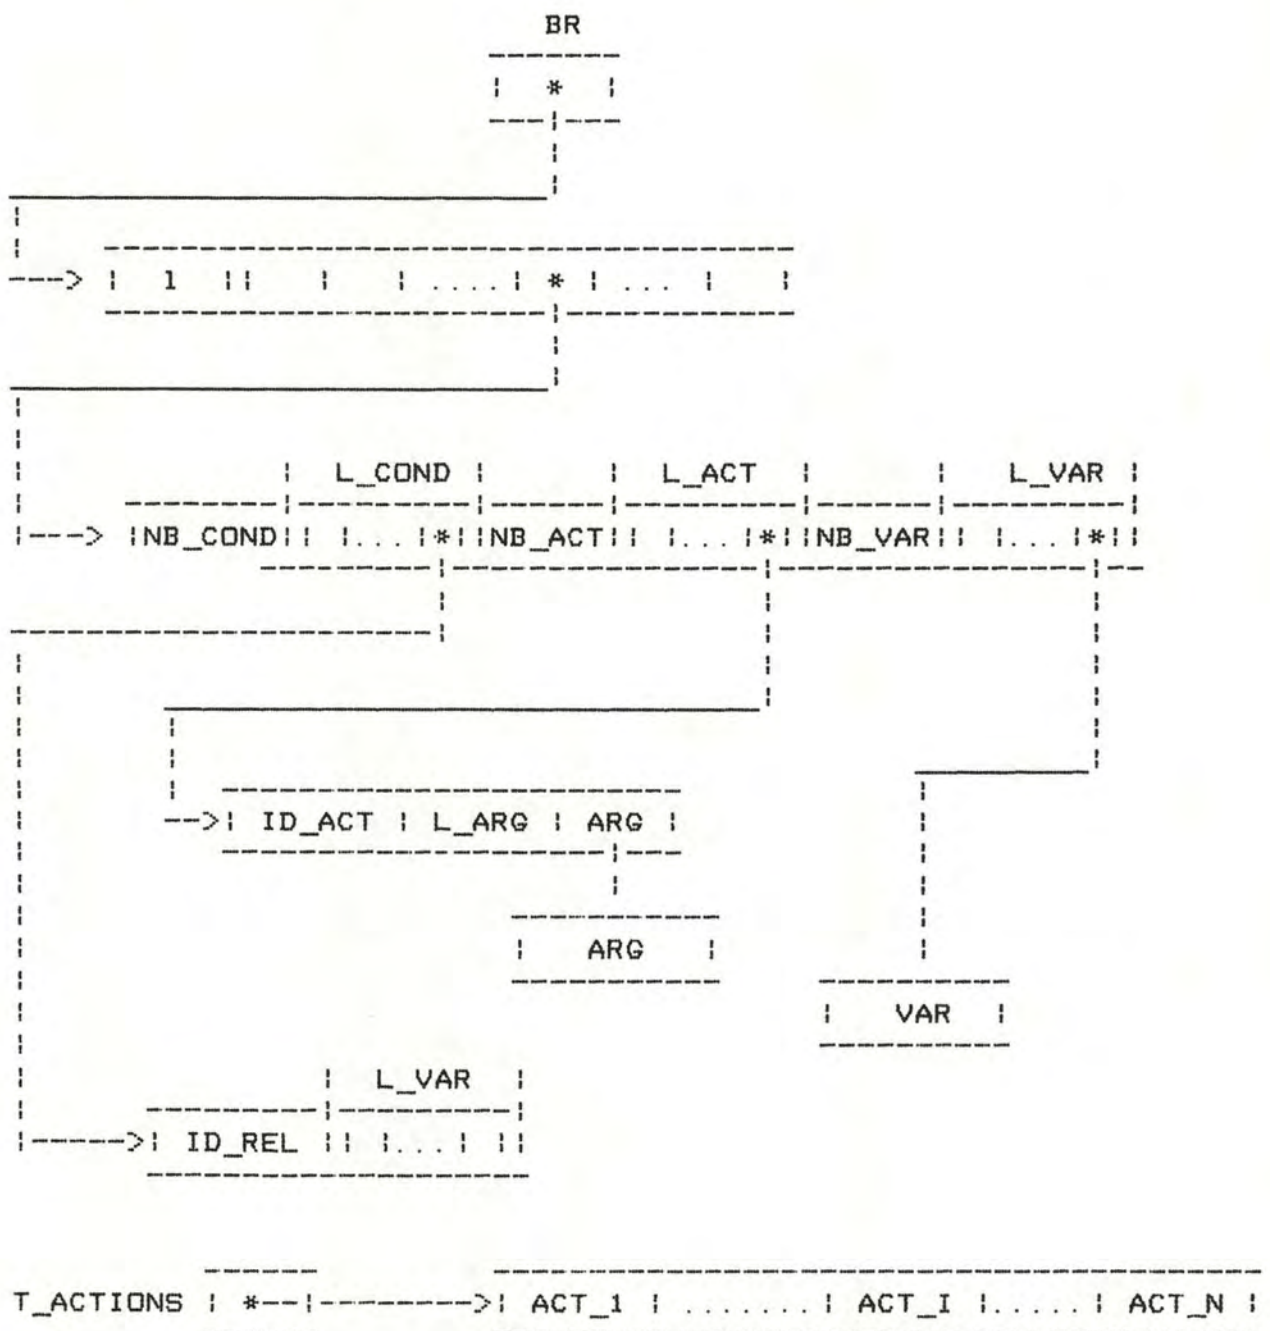 BR
| * |
---> | 1 || | | ....| * | ... | |
| L_COND | | L_ACT | | L_VAR |
|---> |NB_COND|| |...|*||NB_ACT|| |...|*||NB_VAR|| |...|*||
-->| ID_ACT | L_ARG | ARG |
| ARG |
| VAR |
| L_VAR |
|----->| ID_REL || |...| ||
T_ACTIONS | *--|--------->| ACT_1 | ........| ACT_I |.....| ACT_N |